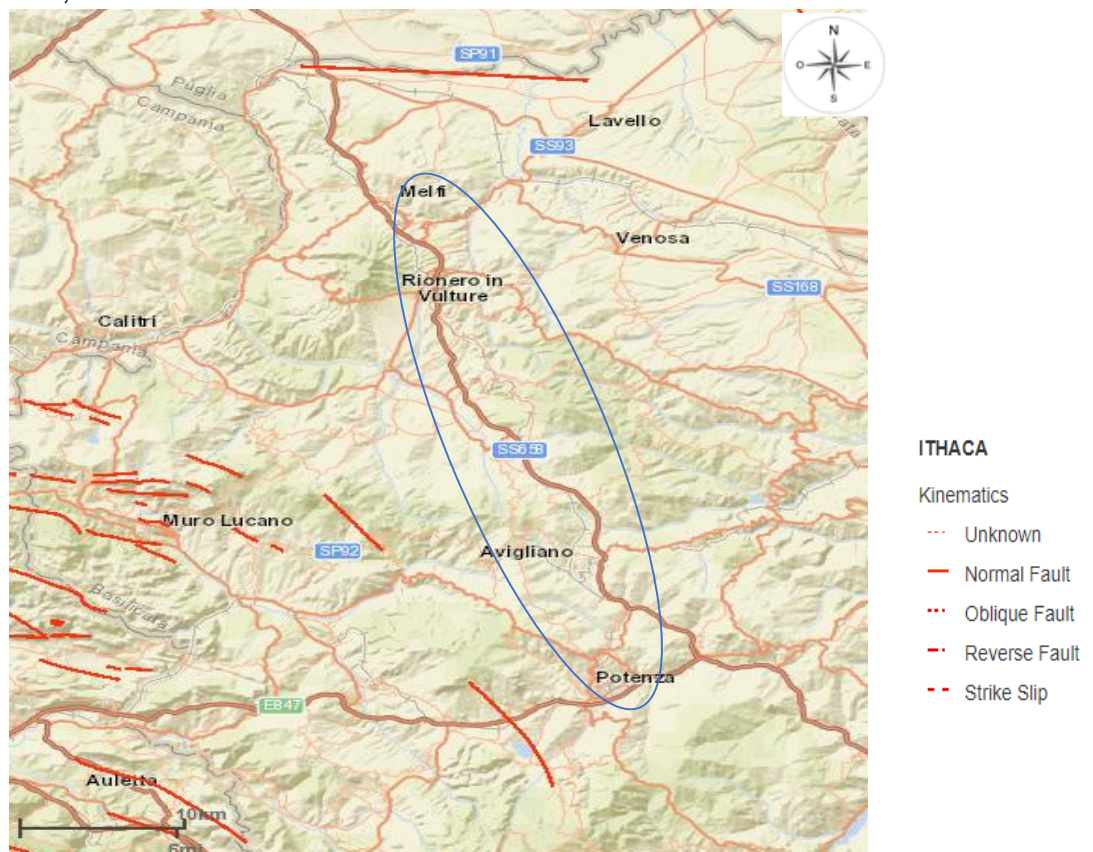 N
O
E
S
SP91
Puglia
Campania
Lavello
SS93
Melfi
Venosa
Rionero in
Vulture
SS168
Calitri
Campania
SS658
Muro Lucano
SP92
Avigliano
Basilicata
Potenza
E847
Auletta
10km
6mi
ITHACA
Kinematics
Unknown
Normal Fault
Oblique Fault
Reverse Fault
Strike Slip